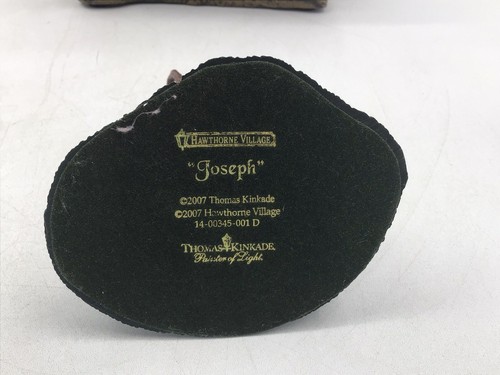 HAWTHORNE VILLAGE
"Joseph"
©2007 Thomas Kinkade
©2007 Hawthorne Village
14-00345-001 D
THOMAS KINKADE
Painter of Light